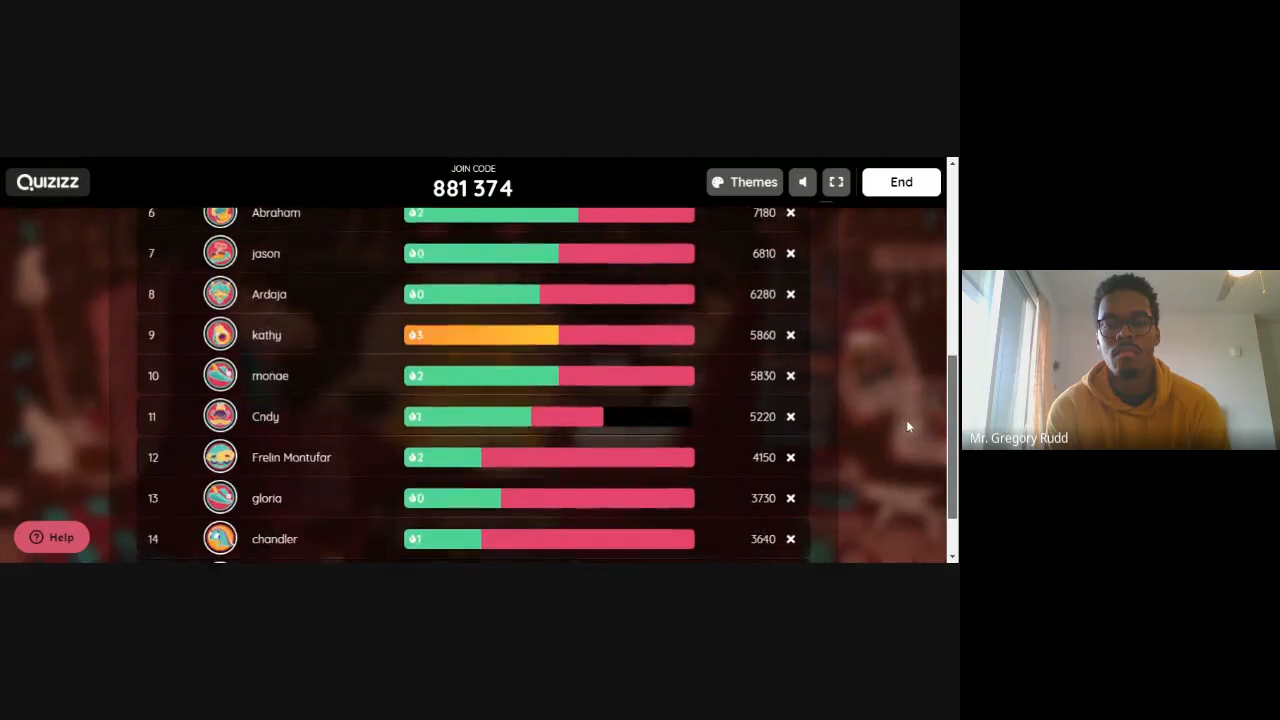 Quizizz
JOIN CODE
881 374
Themes
End
6 Abraham 2 7180
7 jason 0 6810
8 Ardaja 0 6280
9 kathy 3 5860
10 monae 2 5830
11 Cndy 5220
12 Frelin Montufar 2 4150
13 gloria 0 3730
14 chandler 1 3640
Help
Mr. Gregory Rudd